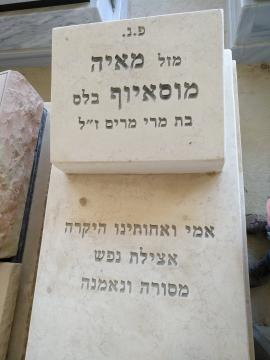 פ.נ.
מזל מאיה
מוסאיוף בלס
בת מרי מרים ז"ל
אמי ואחותינו היקרה
אצילת נפש
מסורה ונאמנה